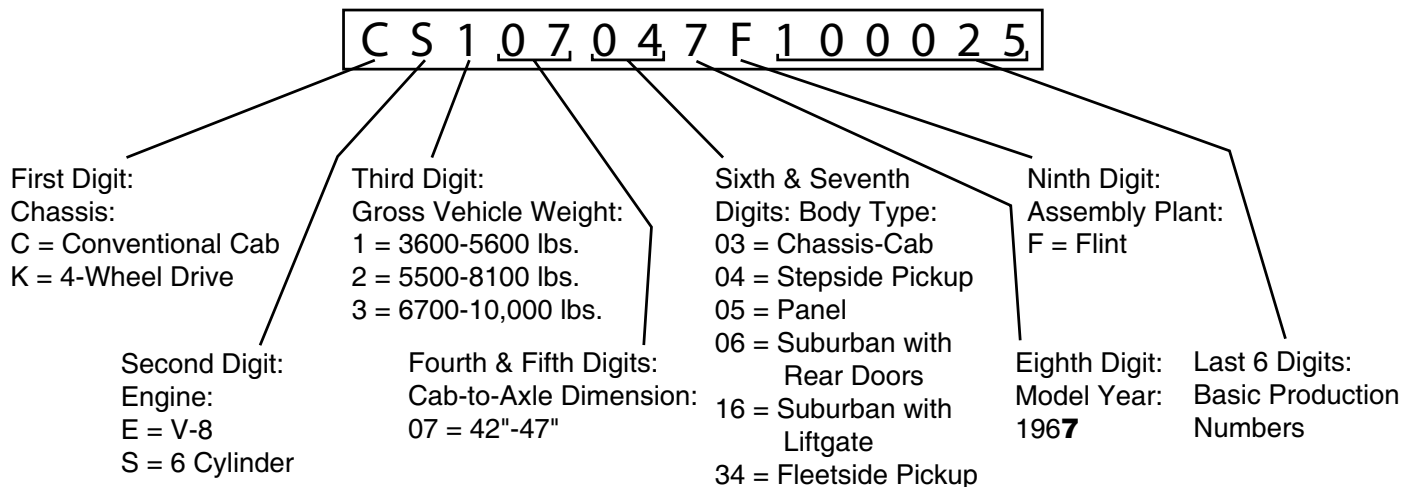 C S 1 0 7 0 4 7 F 1 0 0 0 2 5
First Digit:
Chassis:
C = Conventional Cab
K = 4-Wheel Drive
Second Digit:
Engine:
E = V-8
S = 6 Cylinder
Third Digit:
Gross Vehicle Weight:
1 = 3600-5600 lbs.
2 = 5500-8100 lbs.
3 = 6700-10,000 lbs.
Fourth & Fifth Digits:
Cab-to-Axle Dimension:
07 = 42"-47"
Sixth & Seventh
Digits: Body Type:
03 = Chassis-Cab
04 = Stepside Pickup
05 = Panel
06 = Suburban with
Rear Doors
16 = Suburban with
Liftgate
34 = Fleetside Pickup
Eighth Digit:
Model Year:
1967
Ninth Digit:
Assembly Plant:
F = Flint
Last 6 Digits:
Basic Production
Numbers